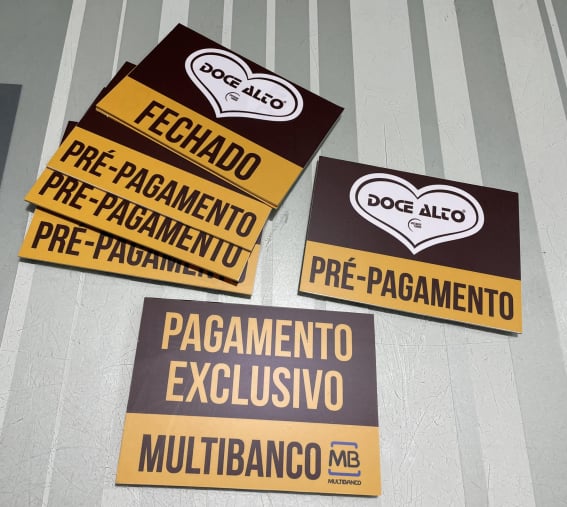 DOCE ALTO
FECHADO
PRÉ-PAGAMENTO
PRÉ-PAGAMENTO
PRÉ-PAGAMENTO
DOCE ALTO
PRÉ-PAGAMENTO
PAGAMENTO
EXCLUSIVO
MULTIBANCO
MB
MULTIBANCO